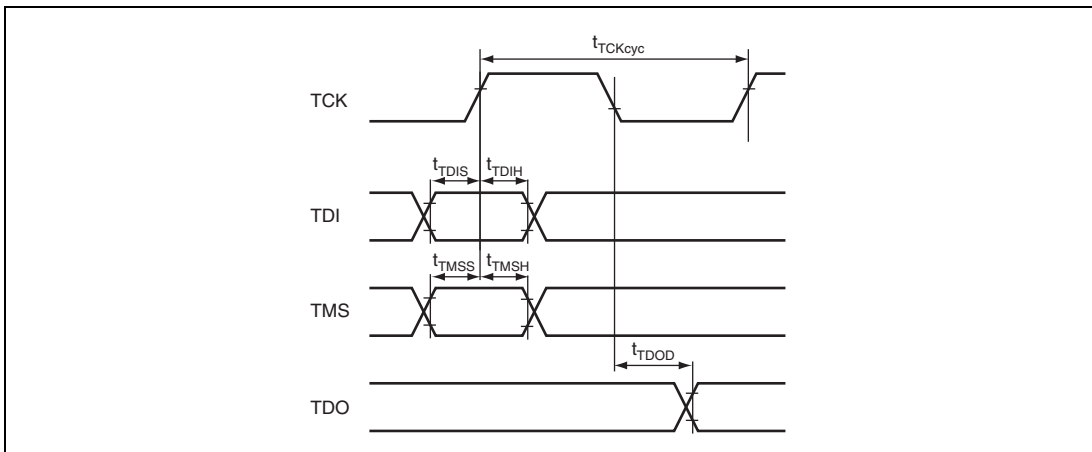 tTCKcyc
TCK
tTDIS tTDIH
TDI
tTMSS tTMSH
TMS
tTDOD
TDO